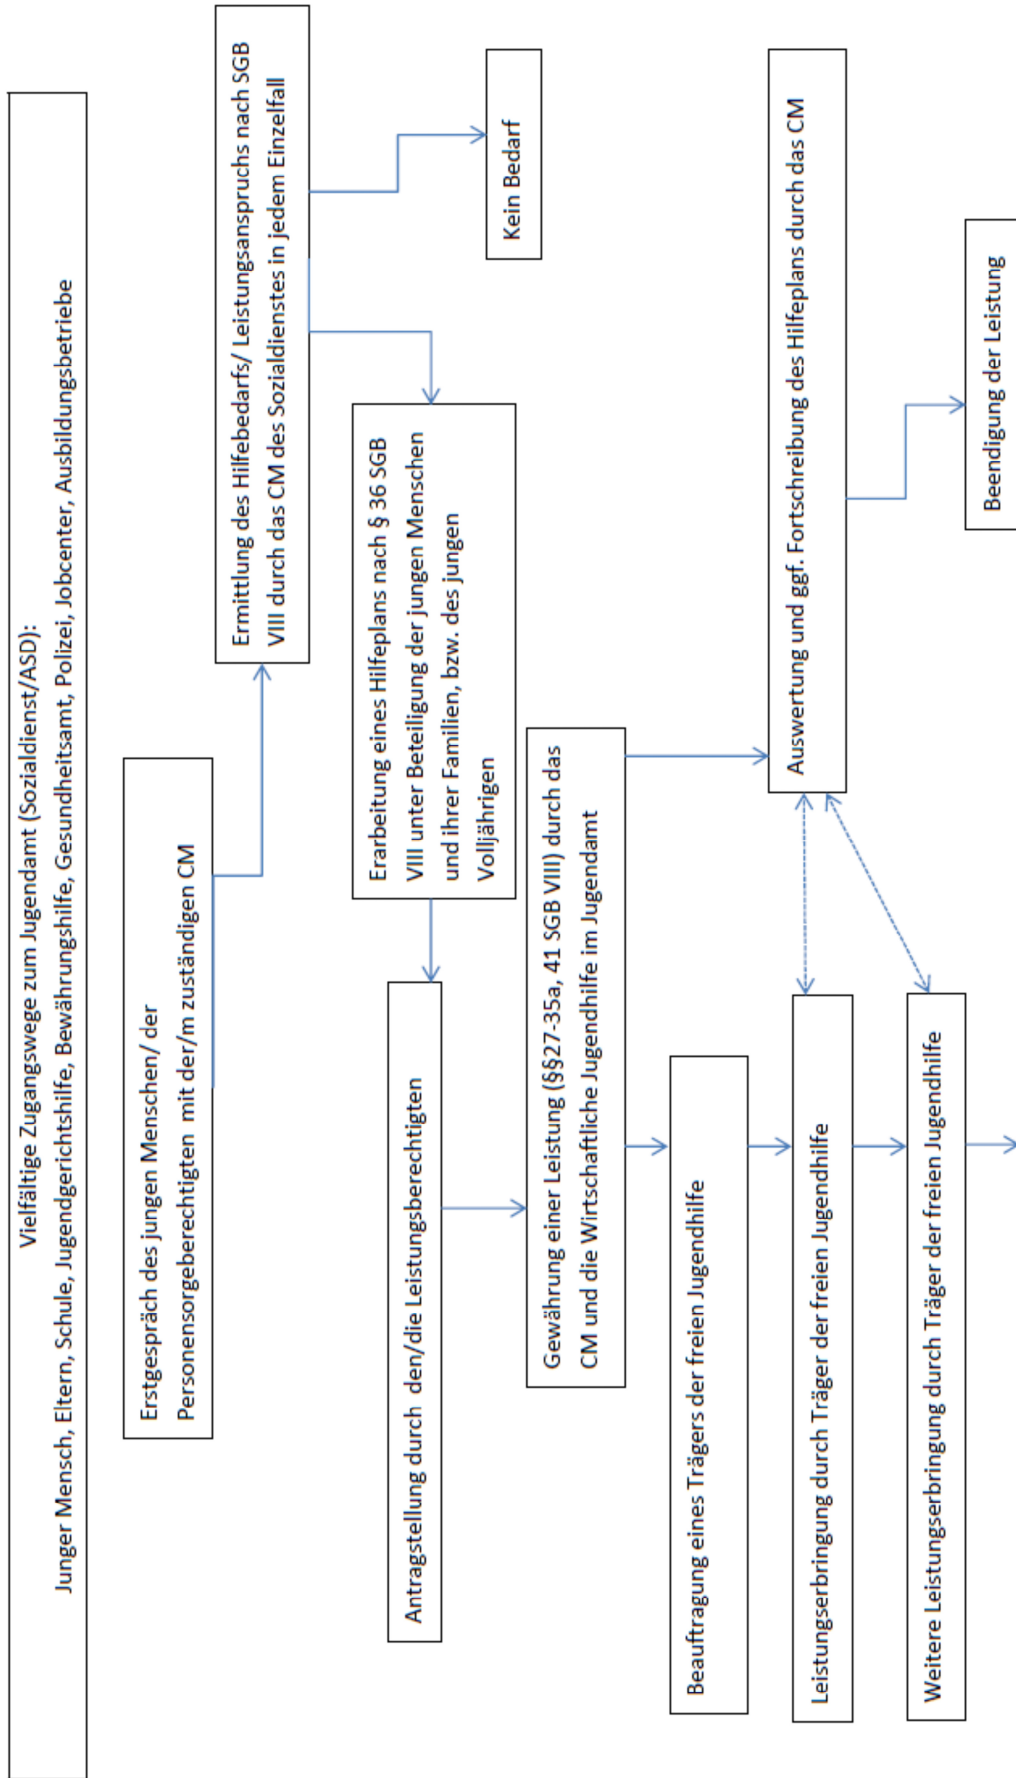 Vielfältige Zugangswege zum Jugendamt (Sozialdienst/ASD):
Junger Mensch, Eltern, Schule, Jugendgerichtshilfe, Bewährungshilfe, Gesundheitsamt, Polizei, Jobcenter, Ausbildungsbetriebe
Erstgespräch des jungen Menschen/ der
Personensorgeberechtigten mit der/m zuständigen CM
Ermittlung des Hilfebedarfs/ Leistungsanspruchs nach SGB
VIII durch das CM des Sozialdienstes in jedem Einzelfall
Erarbeitung eines Hilfeplans nach § 36 SGB
VIII unter Beteiligung der jungen Menschen
und ihrer Familien, bzw. des jungen
Volljährigen
Kein Bedarf
Antragstellung durch den/die Leistungsberechtigten
Gewährung einer Leistung (§§27-35a, 41 SGB VIII) durch das
CM und die Wirtschaftliche Jugendhilfe im Jugendamt
Beauftragung eines Trägers der freien Jugendhilfe
Auswertung und ggf. Fortschreibung des Hilfeplans durch das CM
Leistungserbringung durch Träger der freien Jugendhilfe
Weitere Leistungserbringung durch Träger der freien Jugendhilfe
Beendigung der Leistung